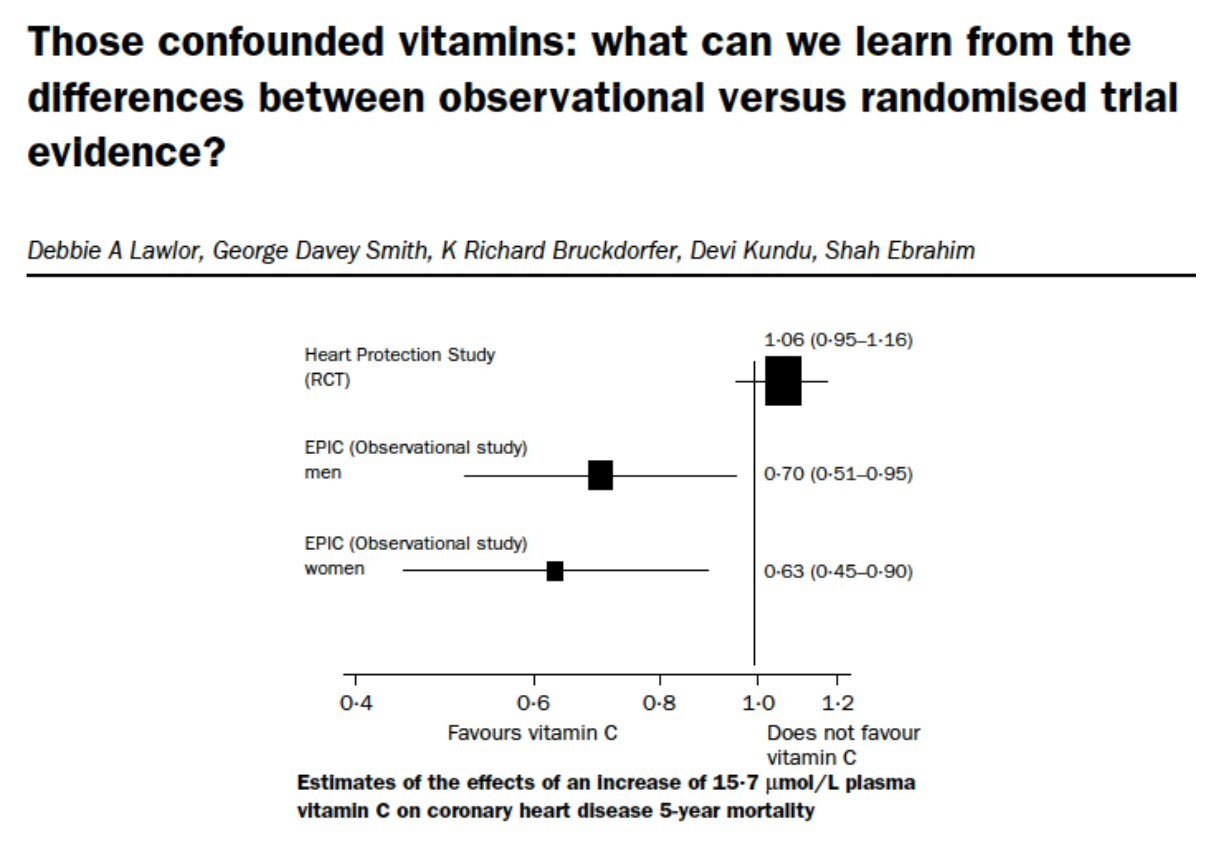 Those confounded vitamins: what can we learn from the
differences between observational versus randomised trial
evidence?
Debbie A Lawlor, George Davey Smith, K Richard Bruckdorfer, Devi Kundu, Shah Ebrahim
1·06 (0·95–1·16)
Heart Protection Study
(RCT)
EPIC (Observational study)
men
0·70 (0·51–0·95)
EPIC (Observational study)
women
0·63 (0·45–0·90)
0·4 0·6 0·8 1·0 1·2
Favours vitamin C
Does not favour
vitamin C
Estimates of the effects of an increase of 15·7 μmol/L plasma
vitamin C on coronary heart disease 5-year mortality